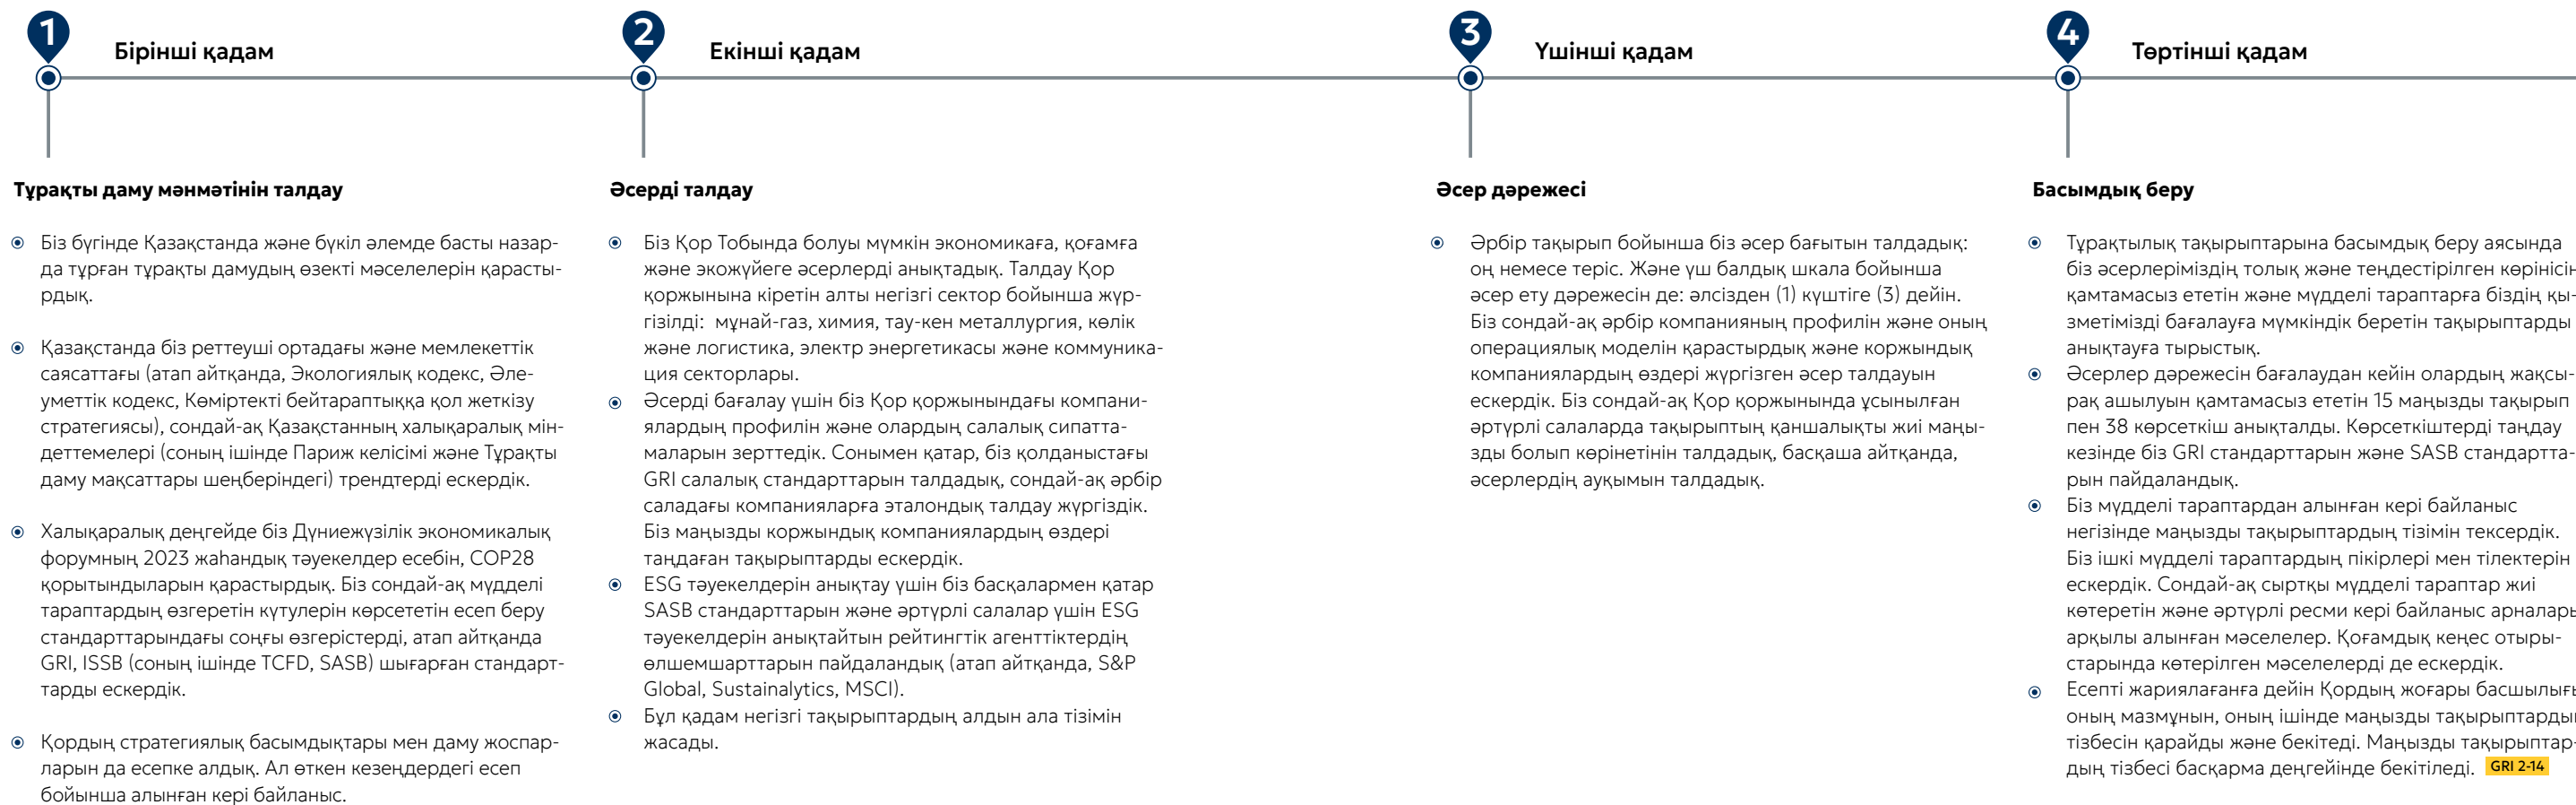 1
Бірінші қадам
Тұрақты даму мәнмәтінін талдау
Біз бүгінде Қазақстанда және бүкіл әлемде басты назар-
да тұрған тұрақты дамудың өзекті мәселелерін қарасты-
рдық.
Қазақстанда біз реттеуші ортадағы және мемлекеттік
саясаттағы (атап айтқанда, Экологиялық кодекс, Әле-
уметтік кодекс, Көміртекті бейтараптыққа қол жеткізу
стратегиясы), сондай-ақ Қазақстанның халықаралық мін-
деттемелері (соның ішінде Париж келісімі және Тұрақты
даму мақсаттары шеңберіндегі) трендтерді ескердік.
Халықаралық деңгейде біз Дүниежүзілік экономикалық
форумның 2023 жаһандық тәуекелдер есебін, COP28
қорытындыларын қарастырдық. Біз сондай-ақ мүдделі
тараптардың өзгеретін күтулерін көрсететін есеп беру
стандарттарындағы соңғы өзгерістерді, атап айтқанда
GRI, ISSB (соның ішінде TCFD, SASB) шығарған стандарт-
тарды ескердік.
Қордың стратегиялық басымдықтары мен даму жоспар-
ларын да есепке алдық. Ал өткен кезеңдердегі есеп
бойынша алынған кері байланыс.
2
Екінші қадам
Әсерді талдау
Біз Қор Тобында болуы мүмкін экономикаға, қоғамға
және экожүйеге әсерлерді анықтадық. Талдау Қор
қоржынына кіретін алты негізгі сектор бойынша жүр-
гізілді: мұнай-газ, химия, тау-кен металлургия, көлік
және логистика, электр энергетикасы және коммуника-
ция секторлары.
Әсерді бағалау үшін біз Қор қоржынындағы компани-
ялардың профилін және олардың салалық сипатта-
маларын зерттедік. Сонымен қатар, біз қолданыстағы
GRI салалық стандарттарын талдадық, сондай-ақ әрбір
саладағы компанияларға эталондық талдау жүргіздік.
Біз маңызды коржындық компаниялардың өздері
таңдаған тақырыптарды ескердік.
ESG тәуекелдерін анықтау үшін біз басқалармен қатар
SASB стандарттарын және әртүрлі салалар үшін ESG
тәуекелдерін анықтайтын рейтингтік агенттіктердің
өлшемшарттарын пайдаландық (атап айтқанда, S&P
Global, Sustainalytics, MSCI).
Бұл қадам негізгі тақырыптардың алдын ала тізімін
жасады.
3
Үшінші қадам
Әсер дәрежесі
Әрбір тақырып бойынша біз әсер бағытын талдадық:
оң немесе теріс. Және үш балдық шкала бойынша
әсер ету дәрежесін де: әлсізден (1) күштіге (3) дейін.
Біз сондай-ақ әрбір компанияның профилін және оның
операциялық моделін қарастырдық және коржындық
компаниялардың өздері жүргізген әсер талдауын
ескердік. Біз сондай-ақ Қор қоржынында ұсынылған
әртүрлі салаларда тақырыптың қаншалықты жиі маңы-
зды болып көрінетінін талдадық, басқаша айтқанда,
әсерлердің ауқымын талдадық.
4
Төртінші қадам
Басымдық беру
Тұрақтылық тақырыптарына басымдық беру аясында
біз әсерлеріміздің толық және теңдестірілген көрінісін
қамтамасыз ететін және мүдделі тараптарға біздің қы-
зметімізді бағалауға мүмкіндік беретін тақырыптарды
анықтауға тырыстық.
Әсерлер дәрежесін бағалаудан кейін олардың жақсы-
рақ ашылуын қамтамасыз ететін 15 маңызды тақырып
пен 38 көрсеткіш анықталды. Көрсеткіштерді таңдау
кезінде біз GRI стандарттарын және SASB стандартта-
рын пайдаландық.
Біз мүдделі тараптардан алынған кері байланыс
негізінде маңызды тақырыптардың тізімін тексердік.
Біз ішкі мүдделі тараптардың пікірлері мен тілектерін
ескердік. Сондай-ақ сыртқы мүдделі тараптар жиі
көтеретін және әртүрлі ресми кері байланыс арналары
арқылы алынған мәселелер. Қоғамдық кеңес отыры-
старында көтерілген мәселелерді де ескердік.
Есепті жариялағанға дейін Қордың жоғары басшылығы
оның мазмұнын, оның ішінде маңызды тақырыптардың
тізбесін қарайды және бекітеді. Маңызды тақырыптар-
дың тізбесі басқарма деңгейінде бекітіледі. GRI 2-14